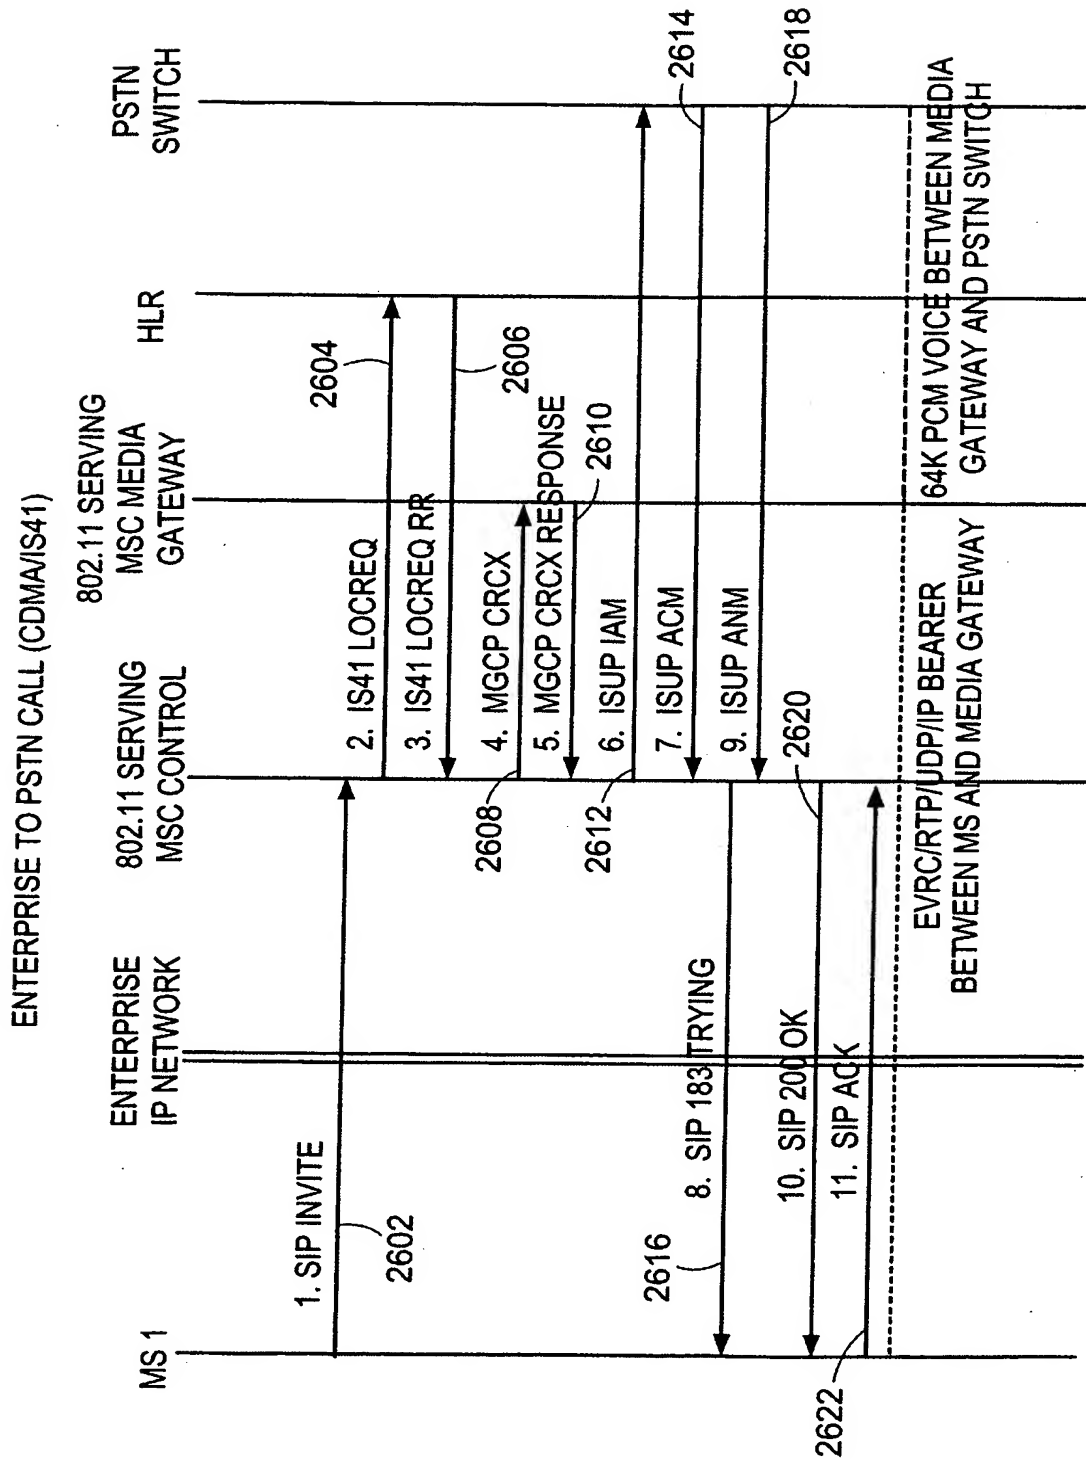 ENTERPRISE TO PSTN CALL (CDMA/IS41)
MS 1
ENTERPRISE
IP NETWORK
802.11 SERVING
MSC CONTROL
802.11 SERVING
MSC MEDIA
GATEWAY
HLR
PSTN
SWITCH
1. SIP INVITE
2602
2. IS41 LOCREQ
2604
3. IS41 LOCREQ RR
2606
4. MGCP CRCX
2608
5. MGCP CRCX RESPONSE
2610
6. ISUP IAM
2612
7. ISUP ACM
2614
8. SIP 183 TRYING
2616
9. ISUP ANM
2618
10. SIP 200 OK
2620
11. SIP ACK
2622
EVRC/RTP/UDP/IP BEARER
BETWEEN MS AND MEDIA GATEWAY
64K PCM VOICE BETWEEN MEDIA
GATEWAY AND PSTN SWITCH